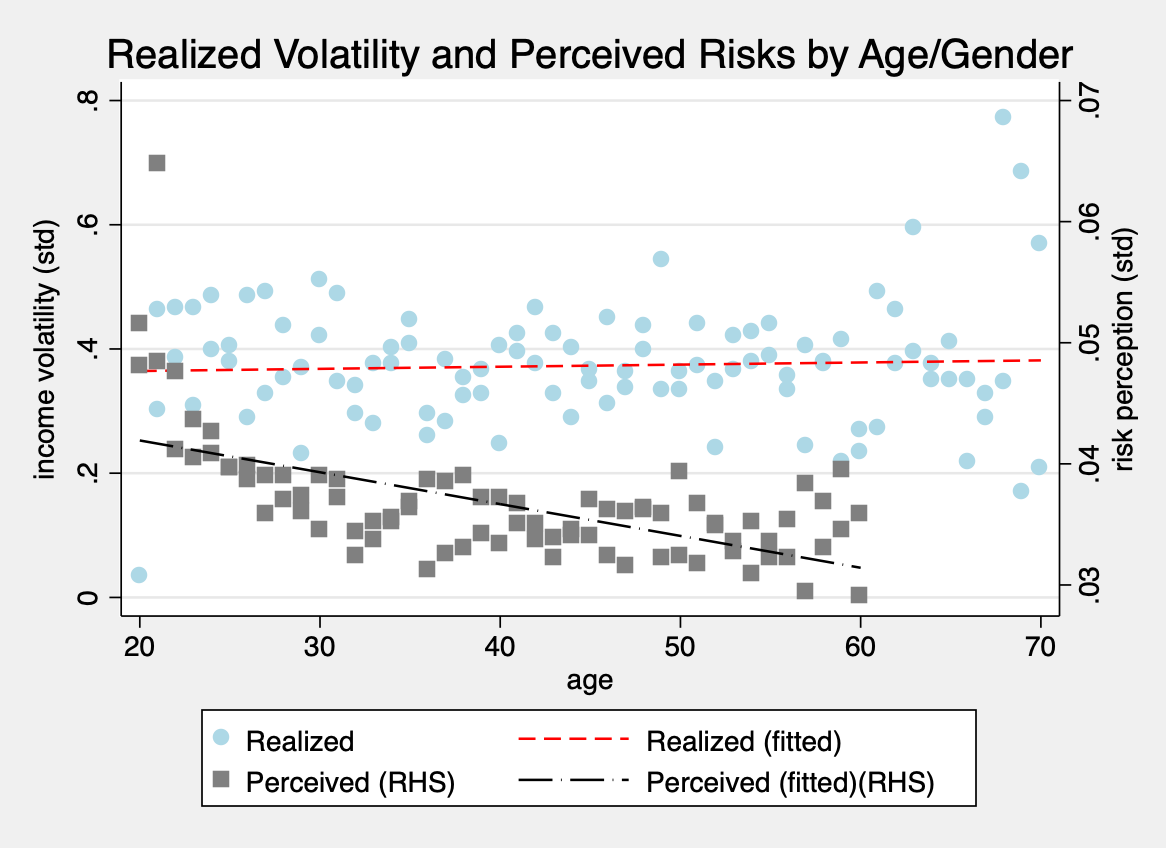 Realized Volatility and Perceived Risks by Age/Gender
income volatility (std)
.8
.6
.4
.2
0
.07
.06
.05
.04
.03
risk perception (std)
20 30 40 50 60 70
age
Realized Realized (fitted)
Perceived (RHS) Perceived (fitted)(RHS)